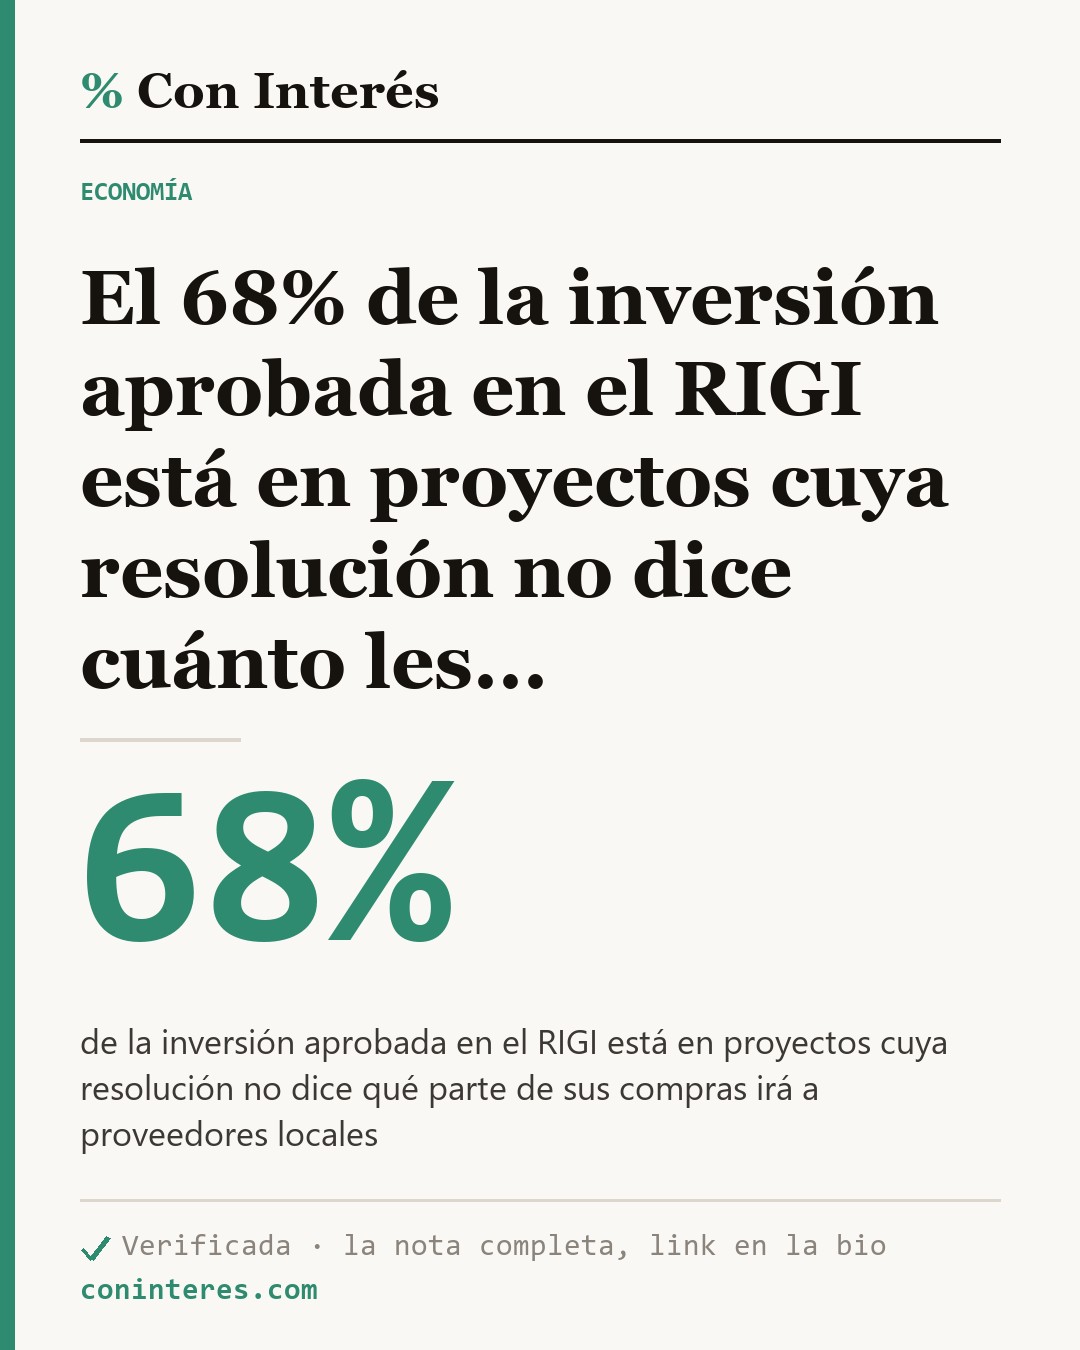 % Con Interés
ECONOMÍA
El 68% de la inversión
aprobada en el RIGI
está en proyectos cuya
resolución no dice
cuánto les...
68%
de la inversión aprobada en el RIGI está en proyectos cuya
resolución no dice qué parte de sus compras irá a
proveedores locales
✓ Verificada · la nota completa, link en la bio
coninteres.com